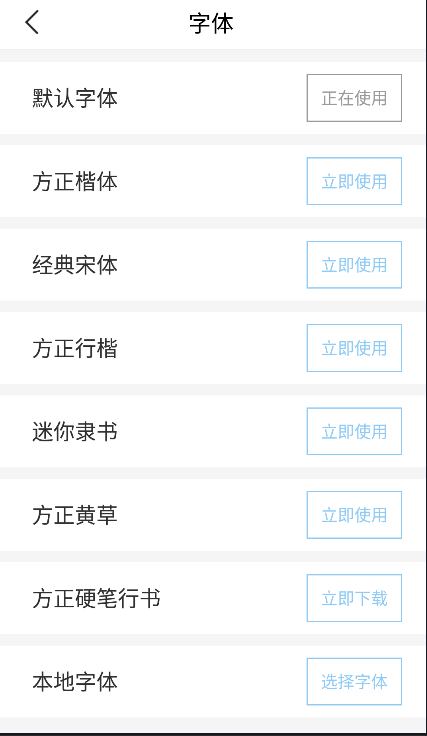 字体
默认字体 正在使用
方正楷体 立即使用
经典宋体 立即使用
方正行楷 立即使用
迷你隶书 立即使用
方正黄草 立即使用
方正硬笔行书 立即下载
本地字体 选择字体